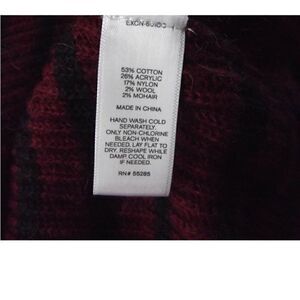 53% COTTON
26% ACRYLIC
17% NYLON
2% WOOL
2% MOHAIR
MADE IN CHINA
HAND WASH COLD
SEPARATELY.
ONLY NON-CHLORINE
BLEACH WHEN
NEEDED. LAY FLAT TO
DRY. RESHAPE WHILE
DAMP. COOL IRON
IF NEEDED.
RN# 55285